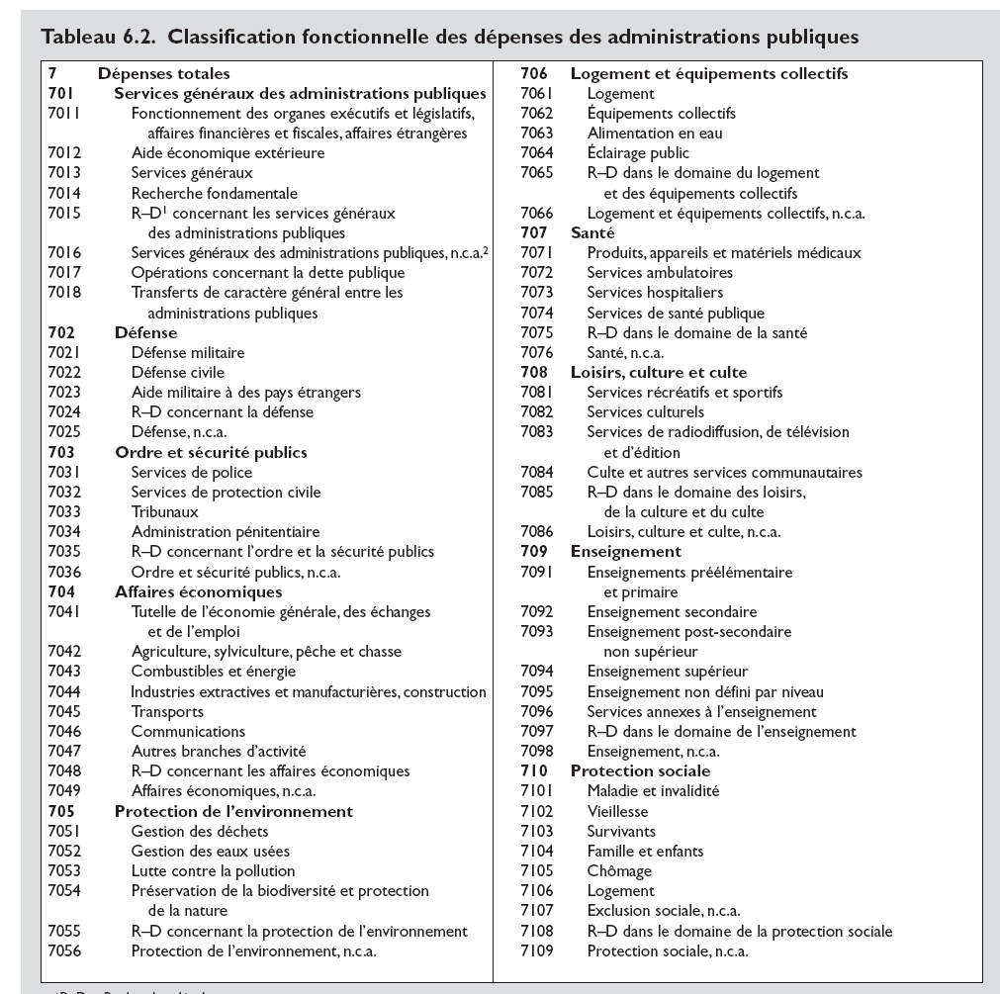 Tableau 6.2. Classification fonctionnelle des dépenses des administrations publiques
7 Dépenses totales
701 Services généraux des administrations publiques
7011 Fonctionnement des organes exécutifs et législatifs,
affaires financières et fiscales, affaires étrangères
7012 Aide économique extérieure
7013 Services généraux
7014 Recherche fondamentale
7015 R–D¹ concernant les services généraux
des administrations publiques
7016 Services généraux des administrations publiques, n.c.a.²
7017 Opérations concernant la dette publique
7018 Transferts de caractère général entre les
administrations publiques
702 Défense
7021 Défense militaire
7022 Défense civile
7023 Aide militaire à des pays étrangers
7024 R–D concernant la défense
7025 Défense, n.c.a.
703 Ordre et sécurité publics
7031 Services de police
7032 Services de protection civile
7033 Tribunaux
7034 Administration pénitentiaire
7035 R–D concernant l'ordre et la sécurité publics
7036 Ordre et sécurité publics, n.c.a.
704 Affaires économiques
7041 Tutelle de l'économie générale, des échanges
et de l'emploi
7042 Agriculture, sylviculture, pêche et chasse
7043 Combustibles et énergie
7044 Industries extractives et manufacturières, construction
7045 Transports
7046 Communications
7047 Autres branches d'activité
7048 R–D concernant les affaires économiques
7049 Affaires économiques, n.c.a.
705 Protection de l'environnement
7051 Gestion des déchets
7052 Gestion des eaux usées
7053 Lutte contre la pollution
7054 Préservation de la biodiversité et protection
de la nature
7055 R–D concernant la protection de l'environnement
7056 Protection de l'environnement, n.c.a.
706 Logement et équipements collectifs
7061 Logement
7062 Équipements collectifs
7063 Alimentation en eau
7064 Éclairage public
7065 R–D dans le domaine du logement
et des équipements collectifs
7066 Logement et équipements collectifs, n.c.a.
707 Santé
7071 Produits, appareils et matériels médicaux
7072 Services ambulatoires
7073 Services hospitaliers
7074 Services de santé publique
7075 R–D dans le domaine de la santé
7076 Santé, n.c.a.
708 Loisirs, culture et culte
7081 Services récréatifs et sportifs
7082 Services culturels
7083 Services de radiodiffusion, de télévision
et d'édition
7084 Culte et autres services communautaires
7085 R–D dans le domaine des loisirs,
de la culture et du culte
7086 Loisirs, culture et culte, n.c.a.
709 Enseignement
7091 Enseignements préélémentaire
et primaire
7092 Enseignement secondaire
7093 Enseignement post-secondaire
non supérieur
7094 Enseignement supérieur
7095 Enseignement non défini par niveau
7096 Services annexes à l'enseignement
7097 R–D dans le domaine de l'enseignement
7098 Enseignement, n.c.a.
710 Protection sociale
7101 Maladie et invalidité
7102 Vieillesse
7103 Survivants
7104 Famille et enfants
7105 Chômage
7106 Logement
7107 Exclusion sociale, n.c.a.
7108 R–D dans le domaine de la protection sociale
7109 Protection sociale, n.c.a.